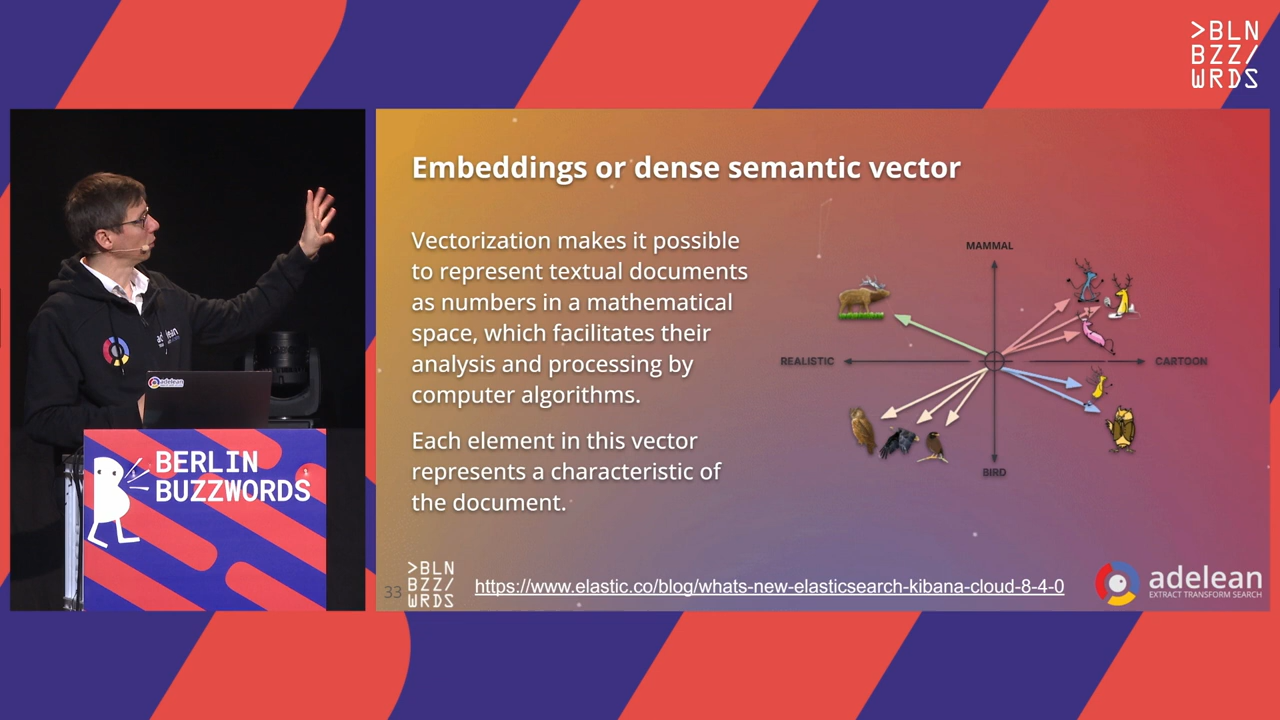 >BLN
BZZ/
WRDS
Embeddings or dense semantic vector
Vectorization makes it possible
to represent textual documents
as numbers in a mathematical
space, which facilitates their
analysis and processing by
computer algorithms.
Each element in this vector
represents a characteristic of
the document.
MAMMAL
REALISTIC
CARTOON
BIRD
adelean
adelean
BERLIN
BUZZWORDS
33
>BLN
BZZ/
WRDS
https://www.elastic.co/blog/whats-new-elasticsearch-kibana-cloud-8-4-0
adelean
EXTRACT TRANSFORM SEARCH